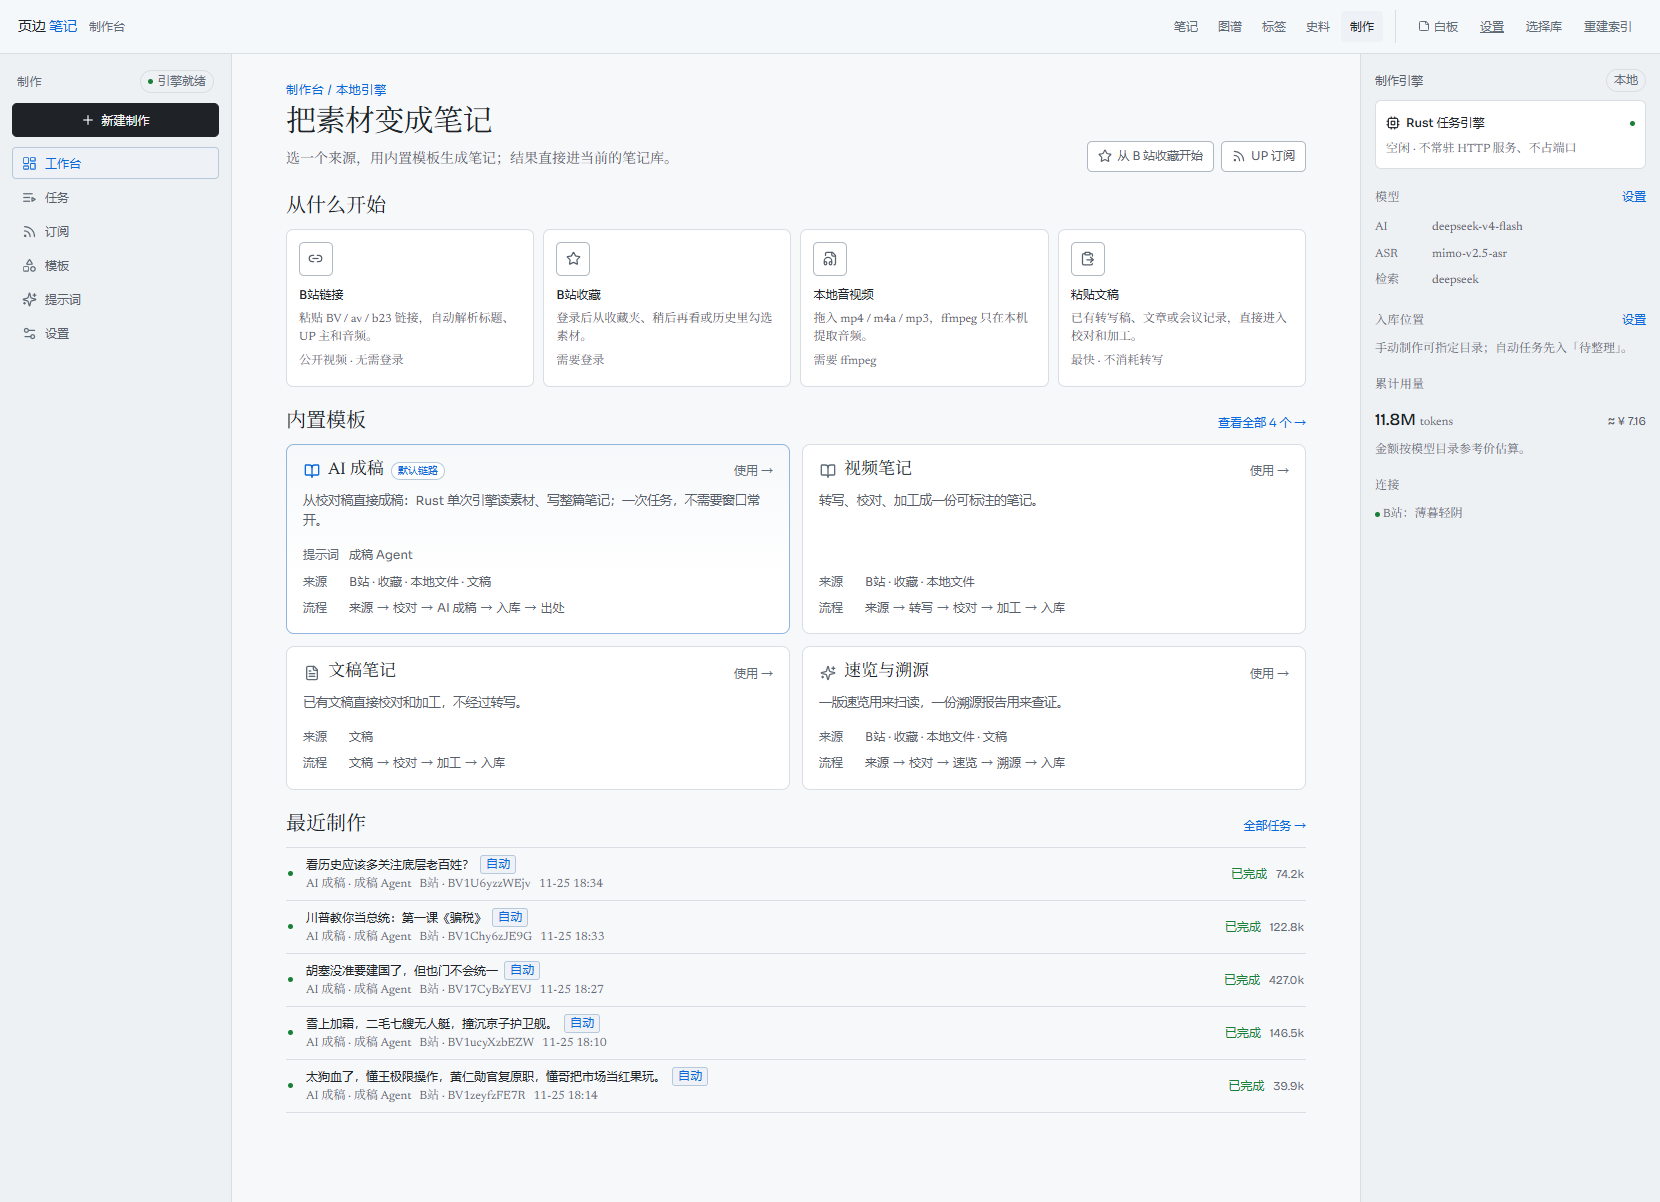 页边 笔记 制作台
笔记 图谱 标签 史料 制作 白板 设置 选择库 重建索引
制作 引擎就绪
+ 新建制作
工作台
任务
订阅
模板
提示词
设置
制作台 / 本地引擎
把素材变成笔记
选一个来源，用内置模板生成笔记；结果直接进当前的笔记库。
从 B 站收藏开始 UP 订阅
从什么开始
B站链接
粘贴 BV / av / b23 链接，自动解析标题、
UP 主和音频。
公开视频 · 无需登录
B站收藏
登录后从收藏夹、稍后再看或历史里勾选
素材。
需要登录
本地音视频
拖入 mp4 / m4a / mp3，ffmpeg 只在本机
提取音频。
需要 ffmpeg
粘贴文稿
已有转写稿、文章或会议记录，直接进入
校对和加工。
最快 · 不消耗转写
内置模板 查看全部 4 个 →
AI 成稿 默认链路 使用 →
从校对稿直接成稿：Rust 单次引擎读素材、写整篇笔记；一次任务，不需要窗口常
开。
提示词 成稿 Agent
来源 B站 · 收藏 · 本地文件 · 文稿
流程 来源 → 校对 → AI 成稿 → 入库 → 出处
视频笔记 使用 →
转写、校对、加工成一份可标注的笔记。
来源 B站 · 收藏 · 本地文件
流程 来源 → 转写 → 校对 → 加工 → 入库
文稿笔记 使用 →
已有文稿直接校对和加工，不经过转写。
来源 文稿
流程 文稿 → 校对 → 加工 → 入库
速览与溯源 使用 →
一版速览用来扫读，一份溯源报告用来查证。
来源 B站 · 收藏 · 本地文件 · 文稿
流程 来源 → 校对 → 速览 → 溯源 → 入库
最近制作 全部任务 →
看历史应该多关注底层老百姓？ 自动
AI 成稿 · 成稿 Agent B站 · BV1U6yzzWEjv 11-25 18:34
已完成 74.2k
川普教你当总统：第一课《骗税》 自动
AI 成稿 · 成稿 Agent B站 · BV1Chy6zJE9G 11-25 18:33
已完成 122.8k
胡塞没准要建国了，但也门不会统一 自动
AI 成稿 · 成稿 Agent B站 · BV17CyBzYEVJ 11-25 18:27
已完成 427.0k
雪上加霜，二毛七艘无人艇，撞沉京子护卫舰。 自动
AI 成稿 · 成稿 Agent B站 · BV1ucyXzbEZW 11-25 18:10
已完成 146.5k
太狗血了，懂王极限操作，黄仁勋官复原职，懂哥把市场当红果玩。 自动
AI 成稿 · 成稿 Agent B站 · BV1zeyfzFE7R 11-25 18:14
已完成 39.9k
制作引擎 本地
Rust 任务引擎
空闲 · 不常驻 HTTP 服务、不占端口
模型 设置
AI deepseek-v4-flash
ASR mimo-v2.5-asr
检索 deepseek
入库位置 设置
手动制作可指定目录；自动任务先入「待整理」。
累计用量
11.8M tokens ≈ ¥ 7.16
金额按模型目录参考价估算。
连接
B站：薄暮轻阴